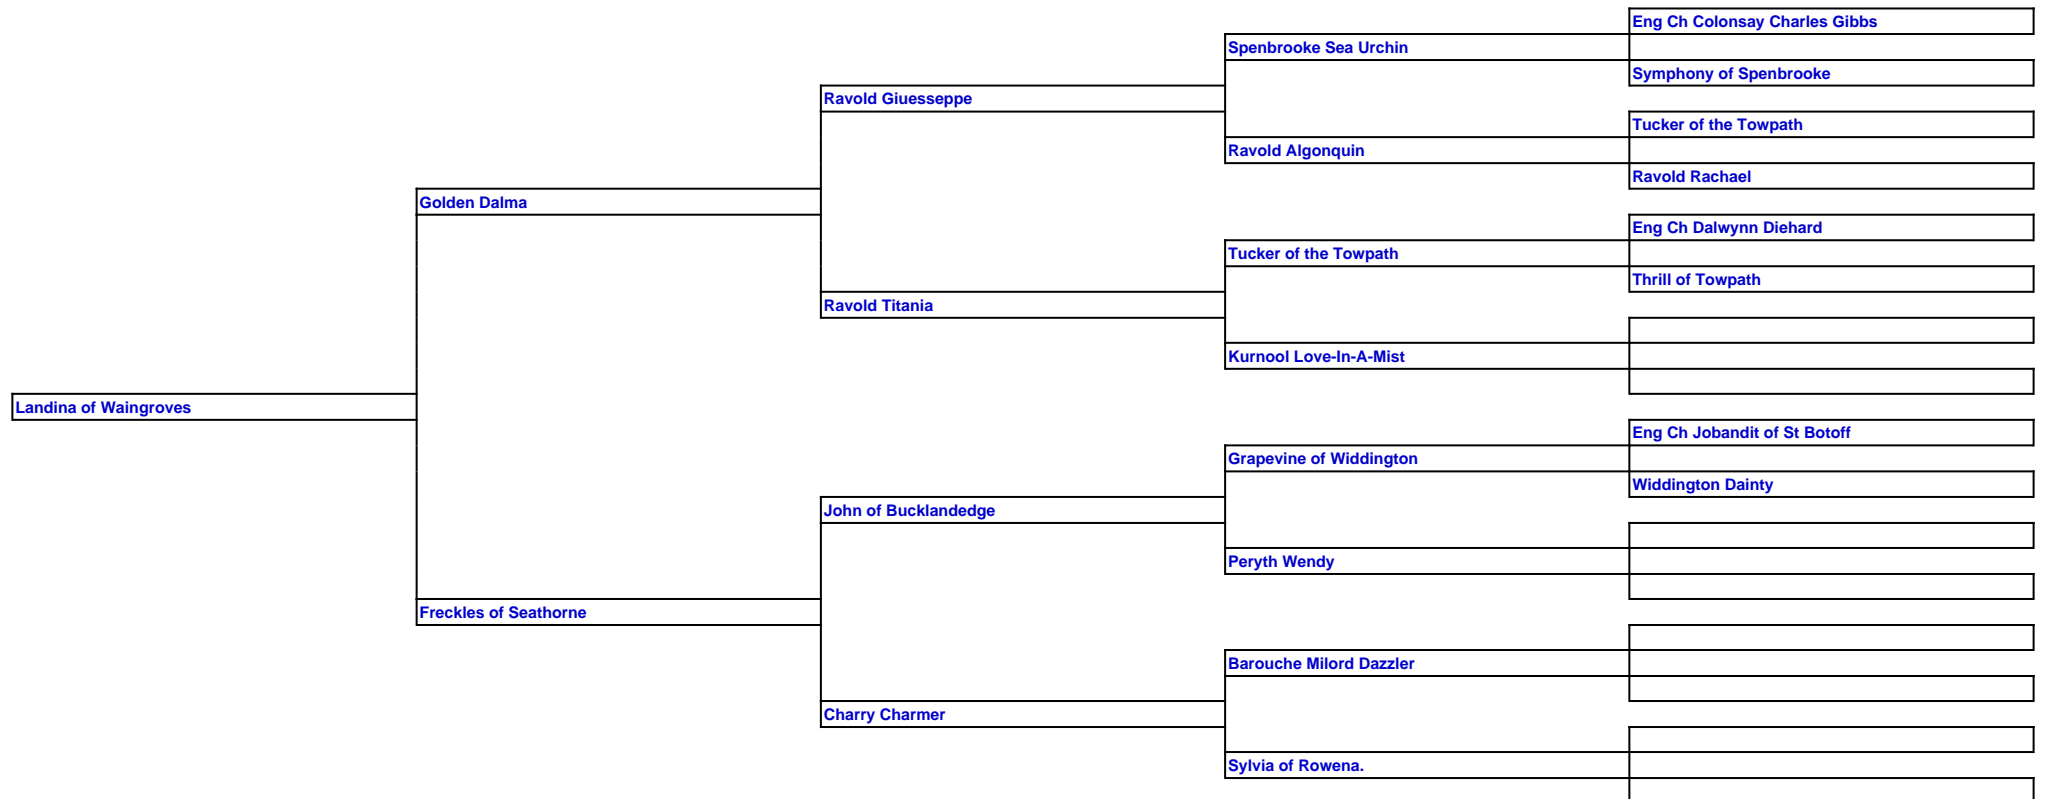 Eng Ch Colonsay Charles Gibbs
Spenbrooke Sea Urchin
Symphony of Spenbrooke
Ravold Giuesseppe
Tucker of the Towpath
Ravold Algonquin
Ravold Rachael
Golden Dalma
Eng Ch Dalwynn Diehard
Tucker of the Towpath
Thrill of Towpath
Ravold Titania
Kurnool Love-In-A-Mist
Landina of Waingroves
Eng Ch Jobandit of St Botoff
Grapevine of Widdington
Widdington Dainty
John of Bucklandedge
Peryth Wendy
Freckles of Seathorne
Barouche Milord Dazzler
Charry Charmer
Sylvia of Rowena.